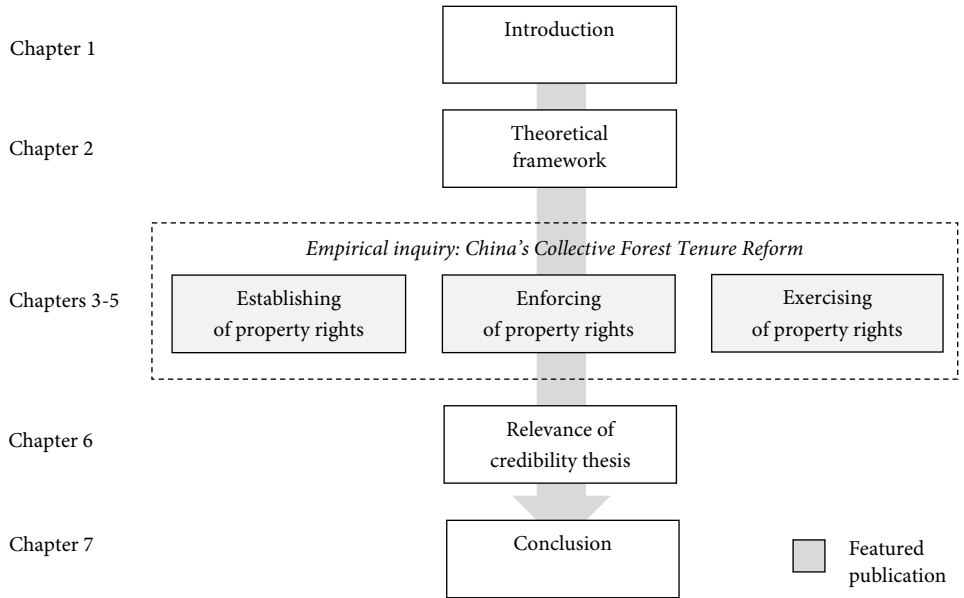 Chapter 1
Introduction
Chapter 2
Theoretical
framework
Empirical inquiry: China's Collective Forest Tenure Reform
Chapters 3-5
Establishing
of property rights
Enforcing
of property rights
Exercising
of property rights
Chapter 6
Relevance of
credibility thesis
Chapter 7
Conclusion
Featured
publication